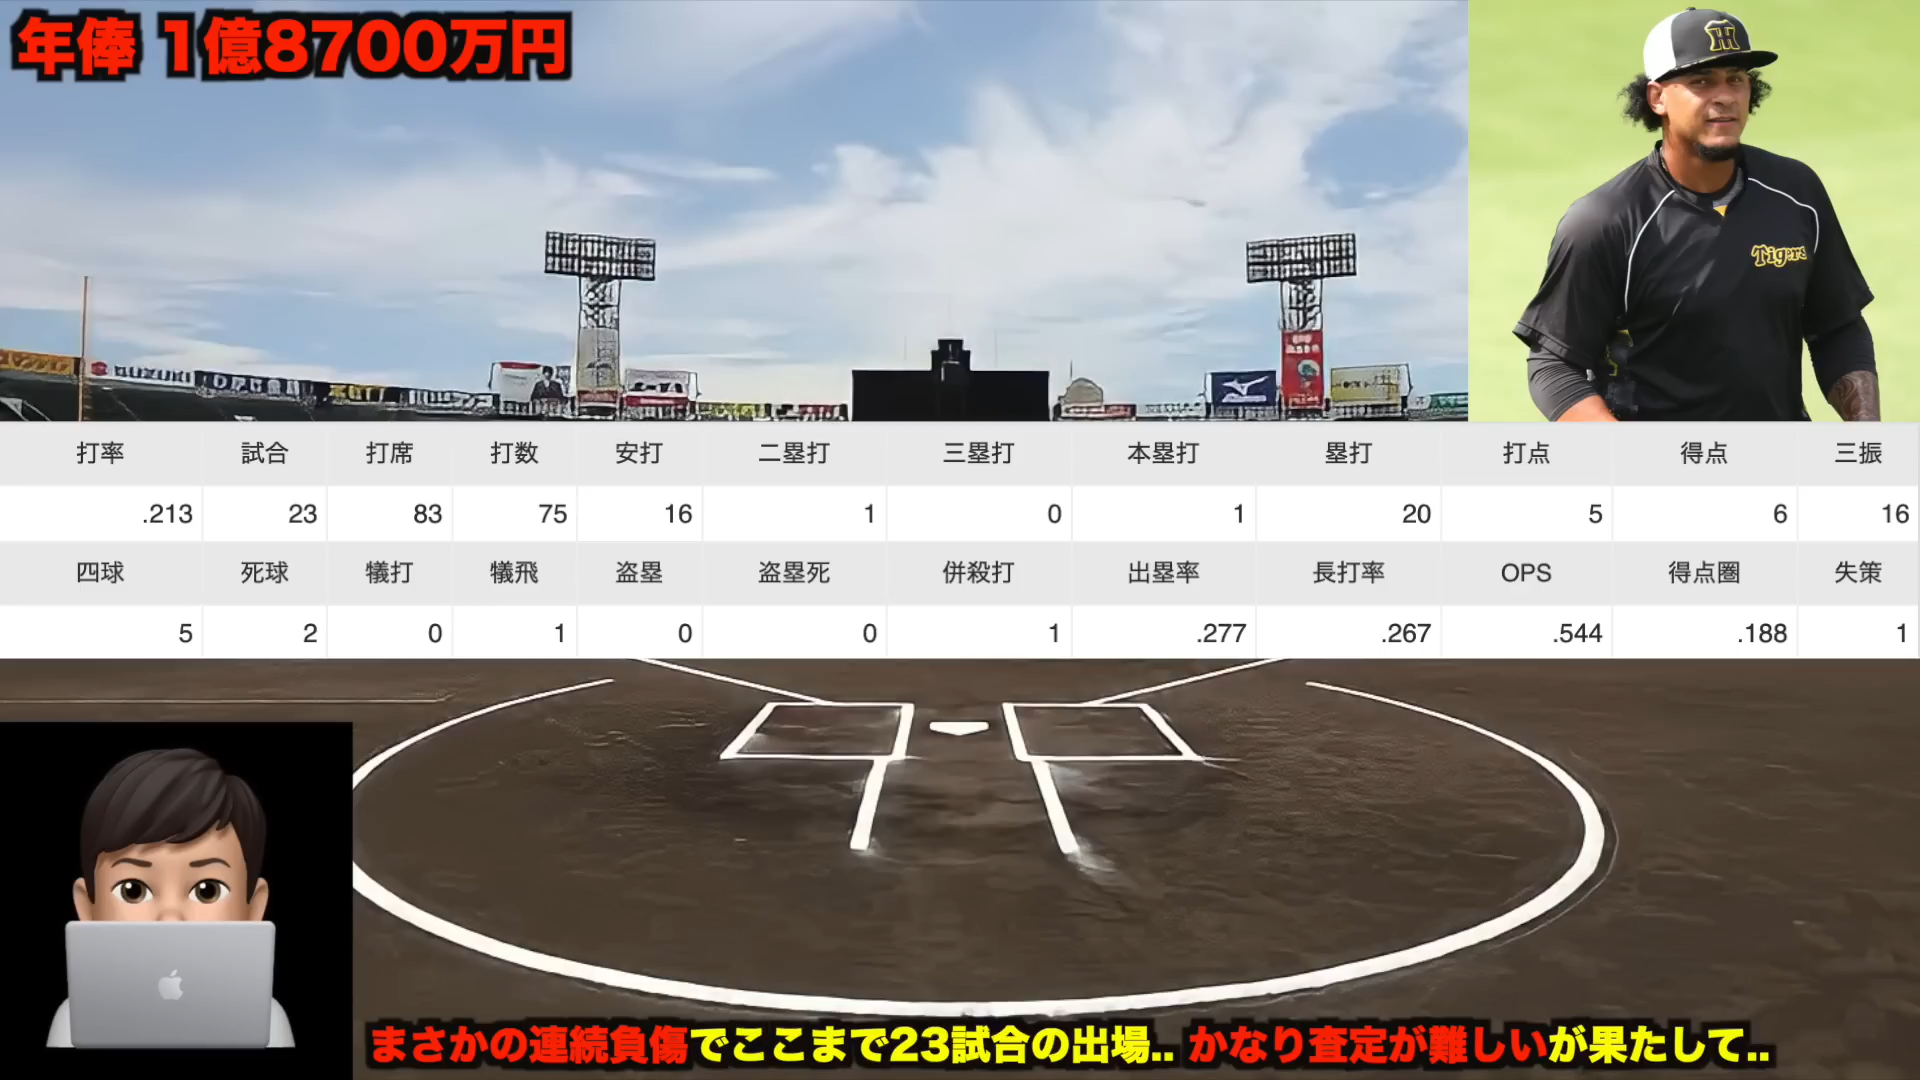 年俸 1億8700万円
Tigers
SUZUKI
打率 試合 打席 打数 安打 二塁打 三塁打 本塁打 塁打 打点 得点 三振
.213 23 83 75 16 1 0 1 20 5 6 16
四球 死球 犠打 犠飛 盗塁 盗塁死 併殺打 出塁率 長打率 OPS 得点圏 失策
5 2 0 1 0 0 1 .277 .267 .544 .188 1
まさかの連続負傷でここまで23試合の出場.. かなり査定が難しいが果たして..